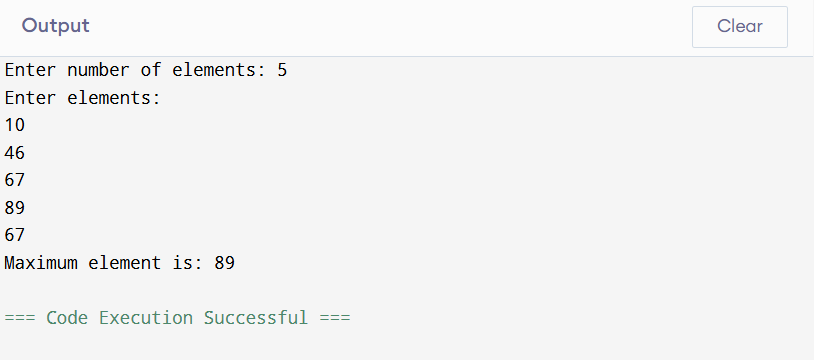 Output
Clear
Enter number of elements: 5
Enter elements:
10
46
67
89
67
Maximum element is: 89
=== Code Execution Successful ===